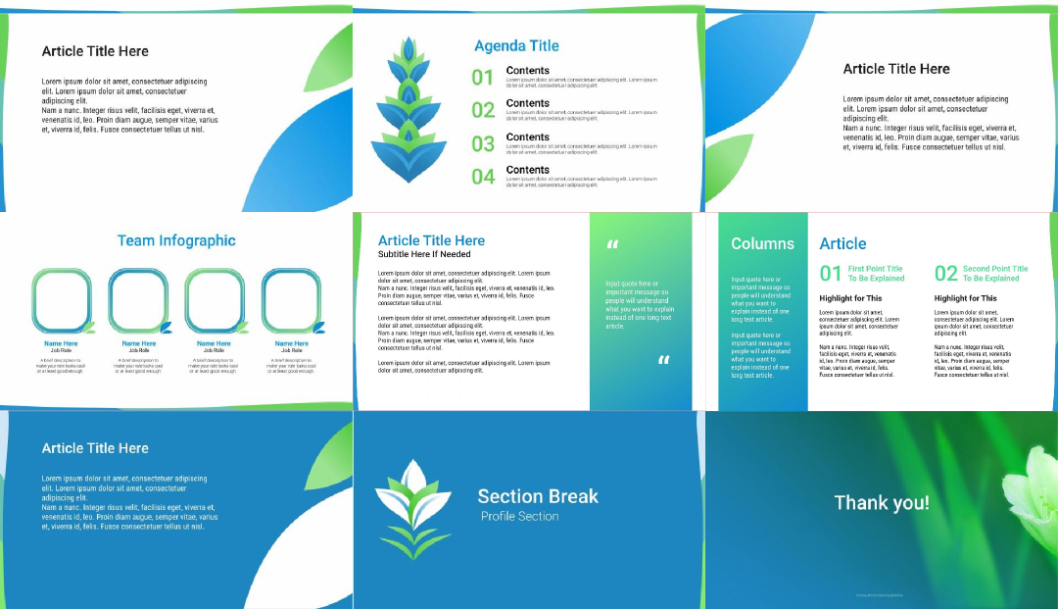 Article Title Here
Lorem ipsum dolor sit amet, consectetuer adipiscing
elit. Lorem ipsum dolor sit amet, consectetuer
adipiscing elit.
Nam a nunc. Integer risus velit, facilisis eget, viverra et,
venenatis id, leo. Proin diam augue, semper vitae, varius
et, viverra id, felis. Fusce consectetuer tellus ut nisl.
Agenda Title
01
Contents
Lorem ipsum dolor sit amet, consectetuer adipiscing elit. Lorem ipsum
dolor sit amet, consectetuer adipiscing elit.
02
Contents
Lorem ipsum dolor sit amet, consectetuer adipiscing elit. Lorem ipsum
dolor sit amet, consectetuer adipiscing elit.
03
Contents
Lorem ipsum dolor sit amet, consectetuer adipiscing elit. Lorem ipsum
dolor sit amet, consectetuer adipiscing elit.
04
Contents
Lorem ipsum dolor sit amet, consectetuer adipiscing elit. Lorem ipsum
dolor sit amet, consectetuer adipiscing elit.
Article Title Here
Lorem ipsum dolor sit amet, consectetuer adipiscing
elit. Lorem ipsum dolor sit amet, consectetuer
adipiscing elit.
Nam a nunc. Integer risus velit, facilisis eget, viverra et,
venenatis id, leo. Proin diam augue, semper vitae, varius
et, viverra id, felis. Fusce consectetuer tellus ut nisl.
Team Infographic
Name Here
Job Role
A brief description to
make your role looks cool
or at least good enough
Name Here
Job Role
A brief description to
make your role looks cool
or at least good enough
Name Here
Job Role
A brief description to
make your role looks cool
or at least good enough
Name Here
Job Role
A brief description to
make your role looks cool
or at least good enough
Article Title Here
Subtitle Here If Needed
Lorem ipsum dolor sit amet, consectetuer adipiscing elit. Lorem ipsum
dolor sit amet, consectetuer adipiscing elit.
Nam a nunc. Integer risus velit, facilisis eget, viverra et, venenatis id, leo.
Proin diam augue, semper vitae, varius et, viverra id, felis. Fusce
consectetuer tellus ut nisl.
Lorem ipsum dolor sit amet, consectetuer adipiscing elit. Lorem ipsum
dolor sit amet, consectetuer adipiscing elit.
Nam a nunc. Integer risus velit, facilisis eget, viverra et, venenatis id, leo.
Proin diam augue, semper vitae, varius et, viverra id, felis. Fusce
consectetuer tellus ut nisl.
Lorem ipsum dolor sit amet, consectetuer adipiscing elit. Lorem ipsum
dolor sit amet, consectetuer adipiscing elit.
“
Input quote here or
important message so
people will understand
what you want to explain
instead of one long text
article.
“
Columns
Input quote here or
important message so
people will understand
what you want to
explain instead of one
long text article.
Input quote here or
important message so
people will understand
what you want to
explain instead of one
long text article.
Article
01
First Point Title
To Be Explained
Highlight for This
Lorem ipsum dolor sit amet,
consectetuer adipiscing elit.
Nam a nunc. Integer risus velit,
facilisis eget, viverra et,
venenatis id, leo. Proin diam
augue, semper
vitae, varius et, viverra id, felis.
Fusce consectetuer tellus ut nisl.
02
Second Point Title
To Be Explained
Highlight for This
Lorem ipsum dolor sit amet,
consectetuer adipiscing elit.
Nam a nunc. Integer risus velit,
facilisis eget, viverra et,
venenatis id, leo. Proin diam
augue, semper
vitae, varius et, viverra id, felis.
Fusce consectetuer tellus ut nisl.
Article Title Here
Lorem ipsum dolor sit amet, consectetuer adipiscing
elit. Lorem ipsum dolor sit amet, consectetuer
adipiscing elit.
Nam a nunc. Integer risus velit, facilisis eget, viverra et,
venenatis id, leo. Proin diam augue, semper vitae, varius
et, viverra id, felis. Fusce consectetuer tellus ut nisl.
Section Break
Profile Section
Thank you!